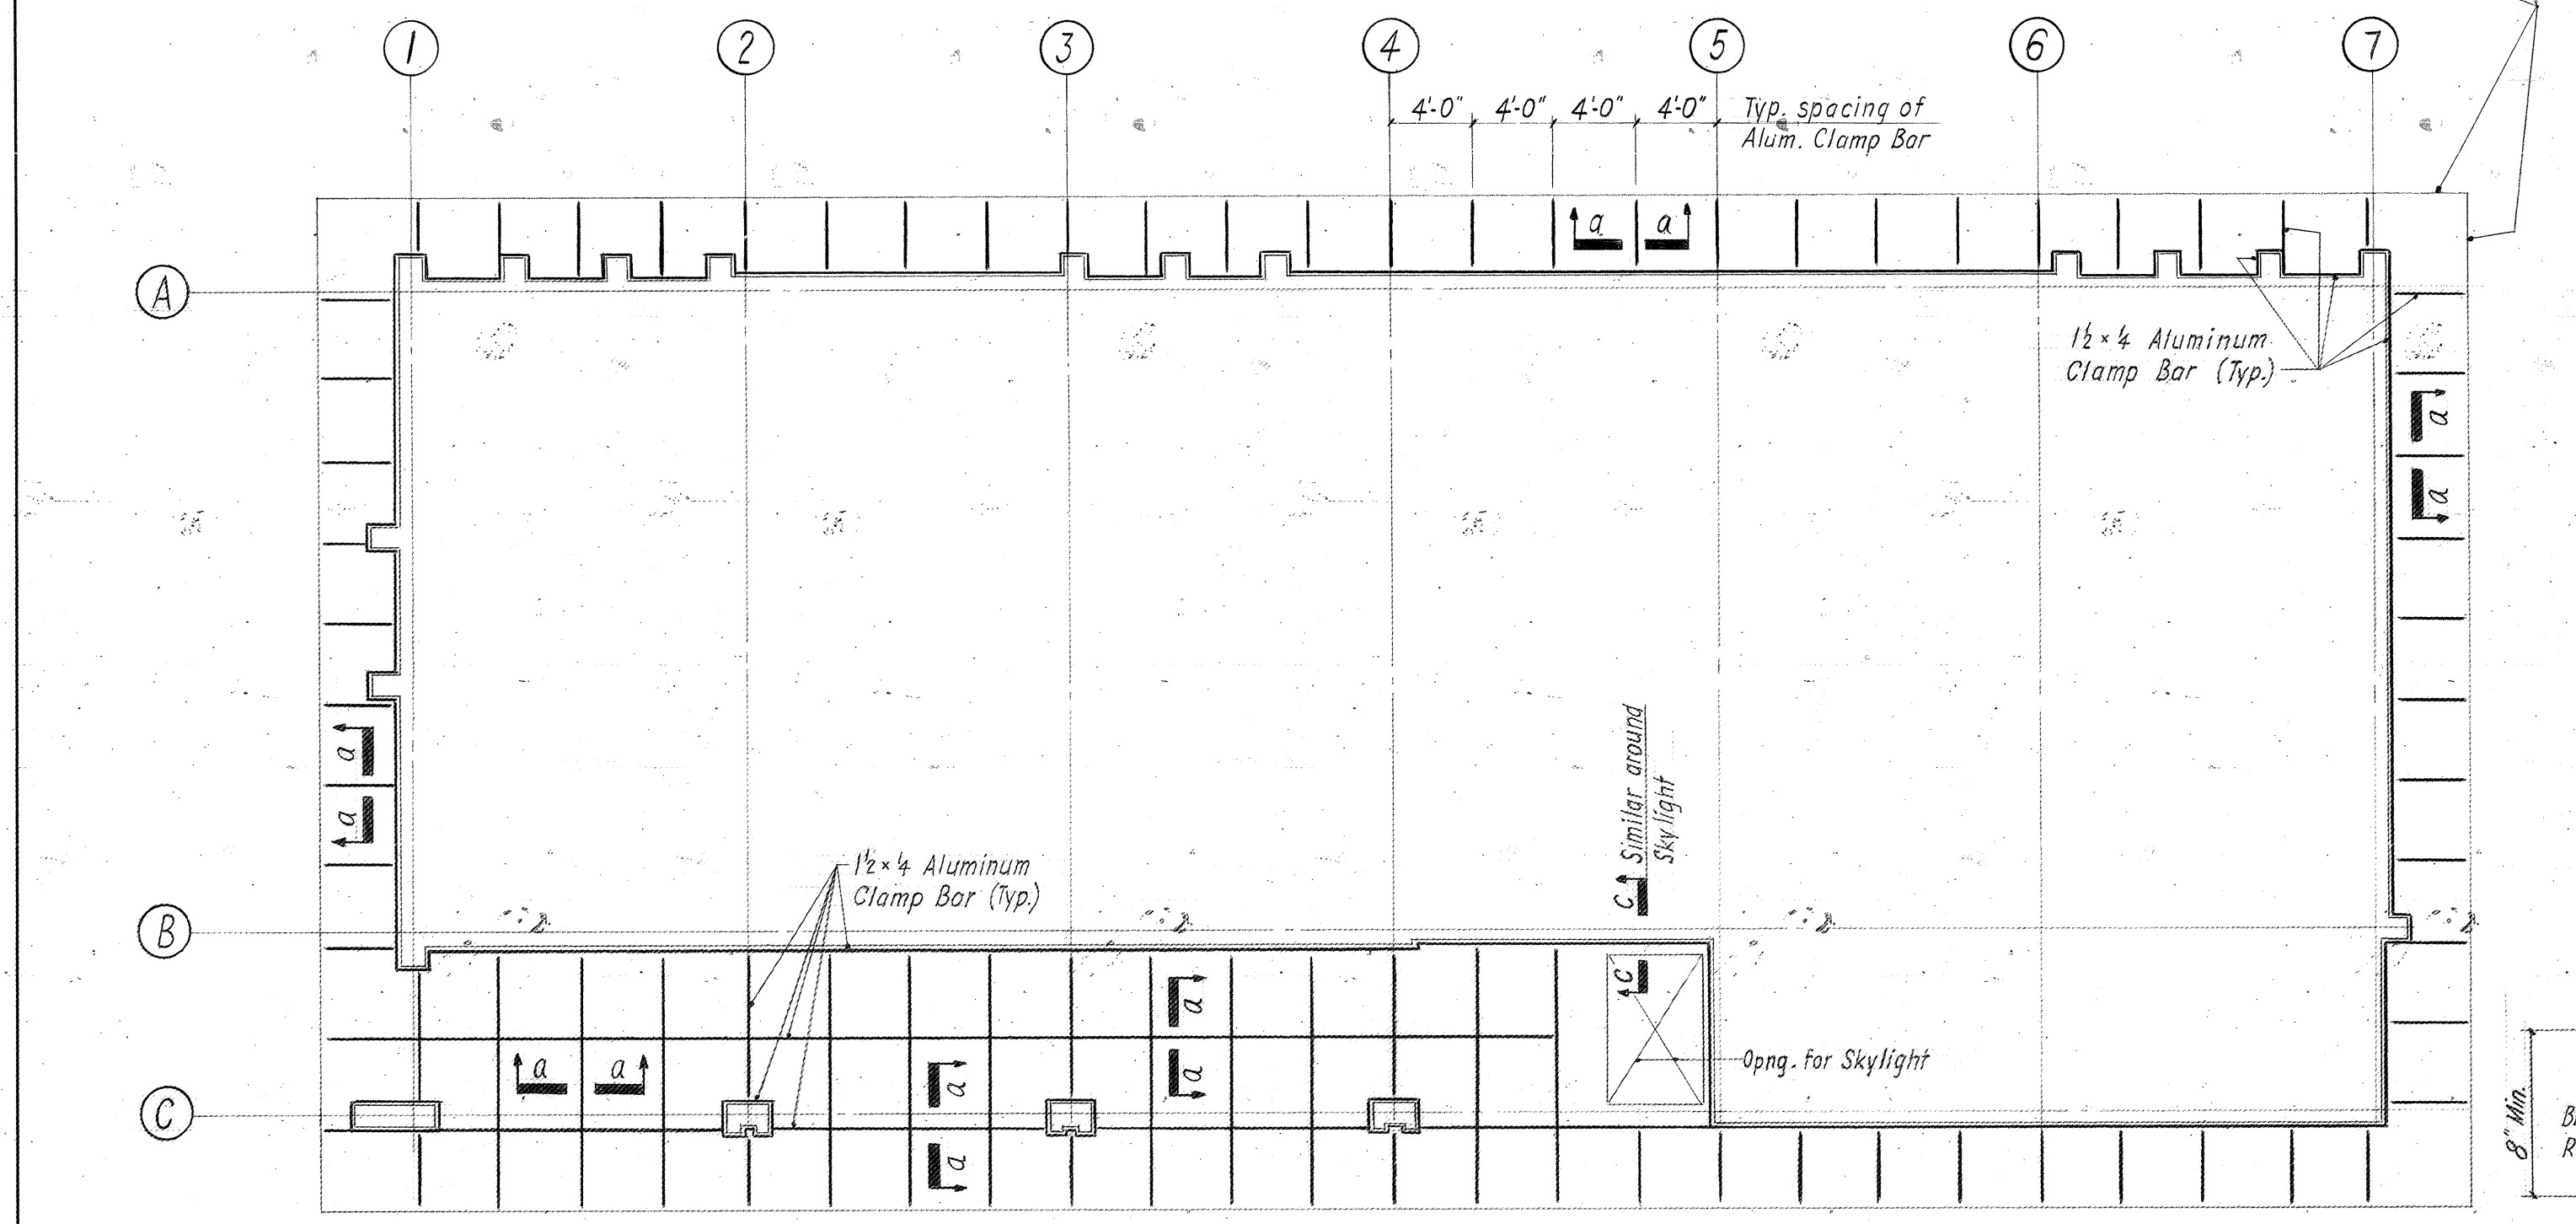 1 2 3 4 5 6 7
4'-0" 4'-0" 4'-0" 4'-0" Typ. spacing of
Alum. Clamp Bar
a a
A
1½ × ¼ Aluminum
Clamp Bar (Typ.)
a
a
a
a
Similar around
Skylight
C
1½ × ¼ Aluminum
Clamp Bar (Typ.)
B
C
a
a
a a
a
a
Opng. for Skylight
C
8" Min.